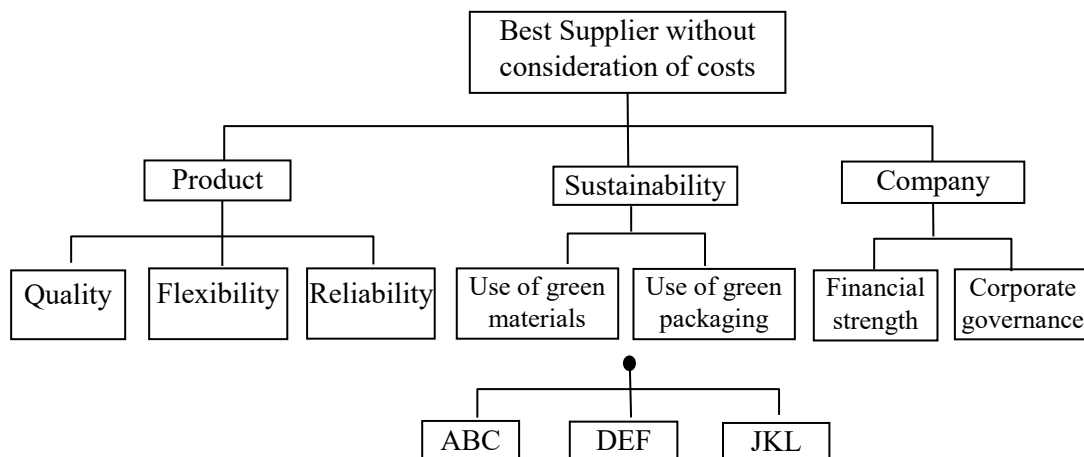 Best Supplier without
consideration of costs
Product
Sustainability
Company
Quality
Flexibility
Reliability
Use of green
materials
Use of green
packaging
Financial
strength
Corporate
governance
ABC
DEF
JKL